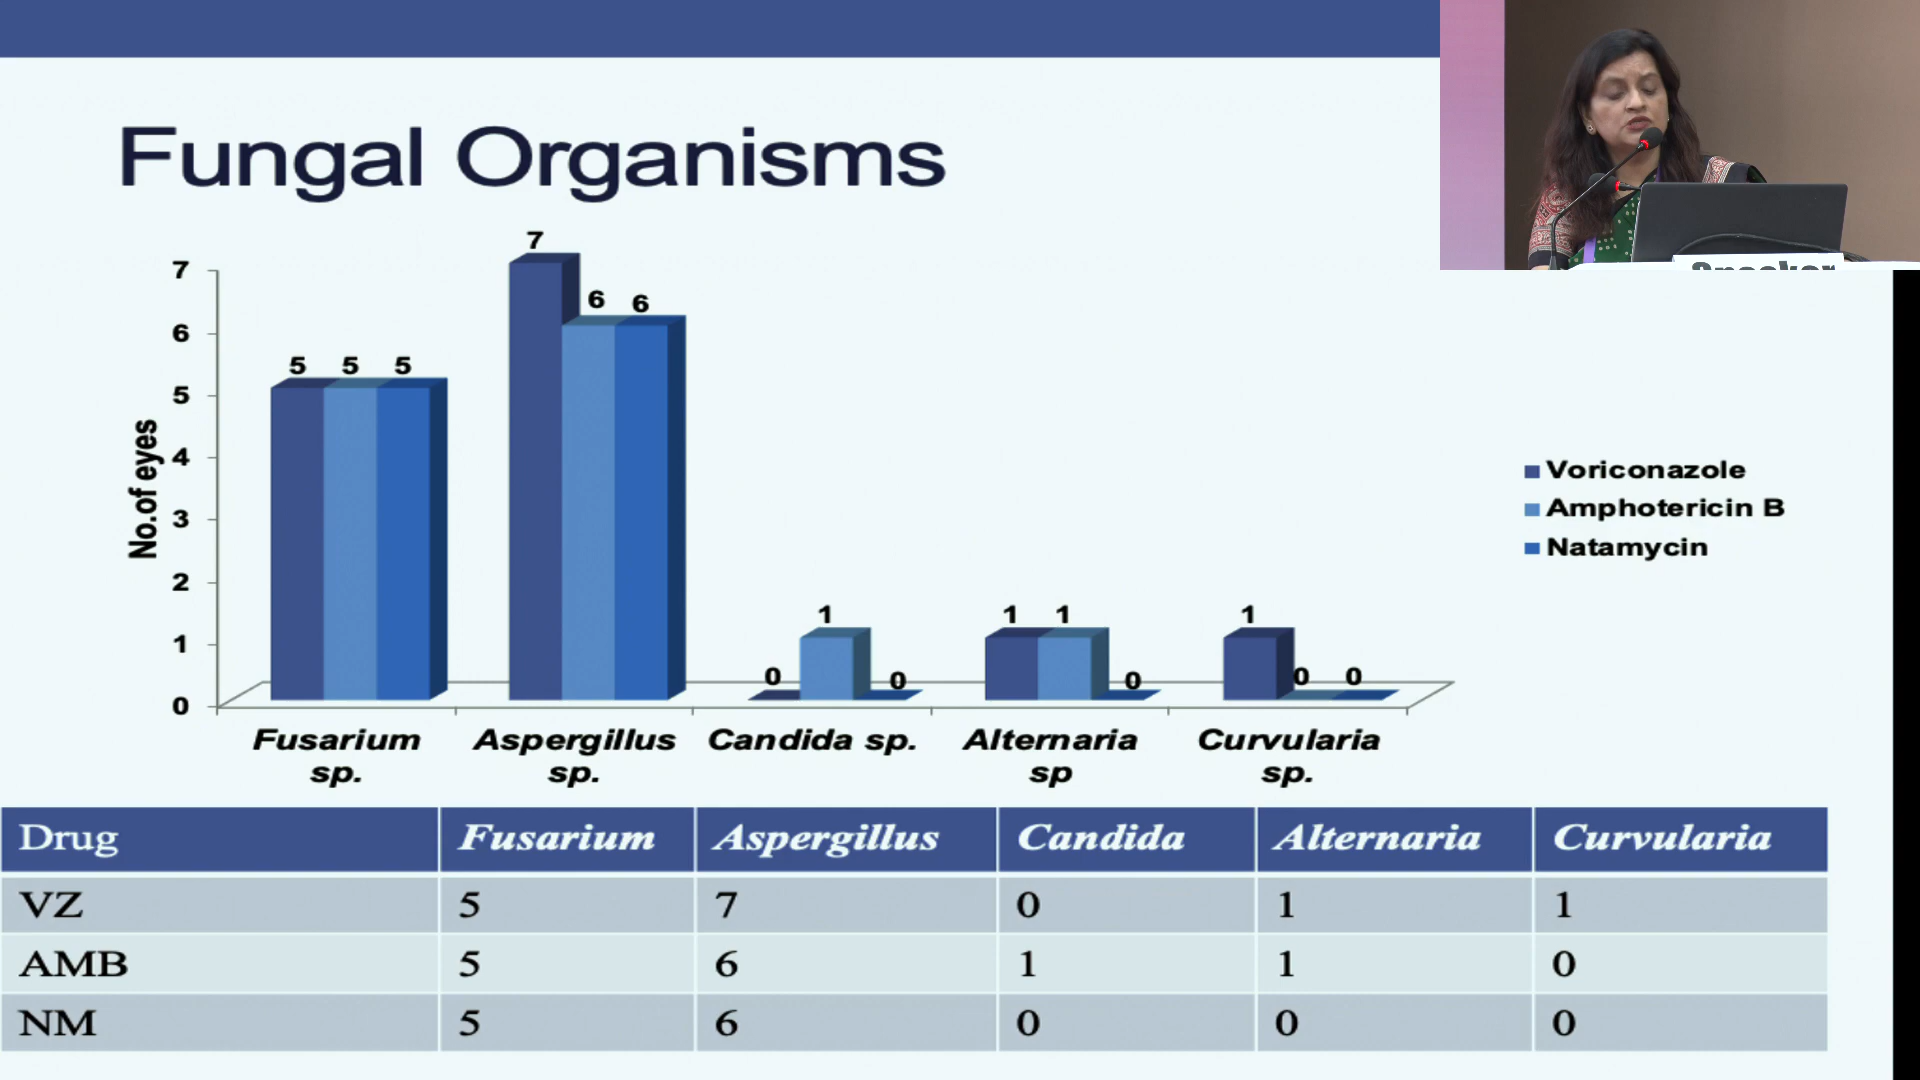 Fungal Organisms
No.of eyes
7
6
5
4
3
2
1
0
5 5 5
7 6 6
0 1 0
1 1 0
1 0 0
Fusarium sp.
Aspergillus sp.
Candida sp.
Alternaria sp
Curvularia sp.
Voriconazole
Amphotericin B
Natamycin
Drug Fusarium Aspergillus Candida Alternaria Curvularia
VZ 5 7 0 1 1
AMB 5 6 1 1 0
NM 5 6 0 0 0